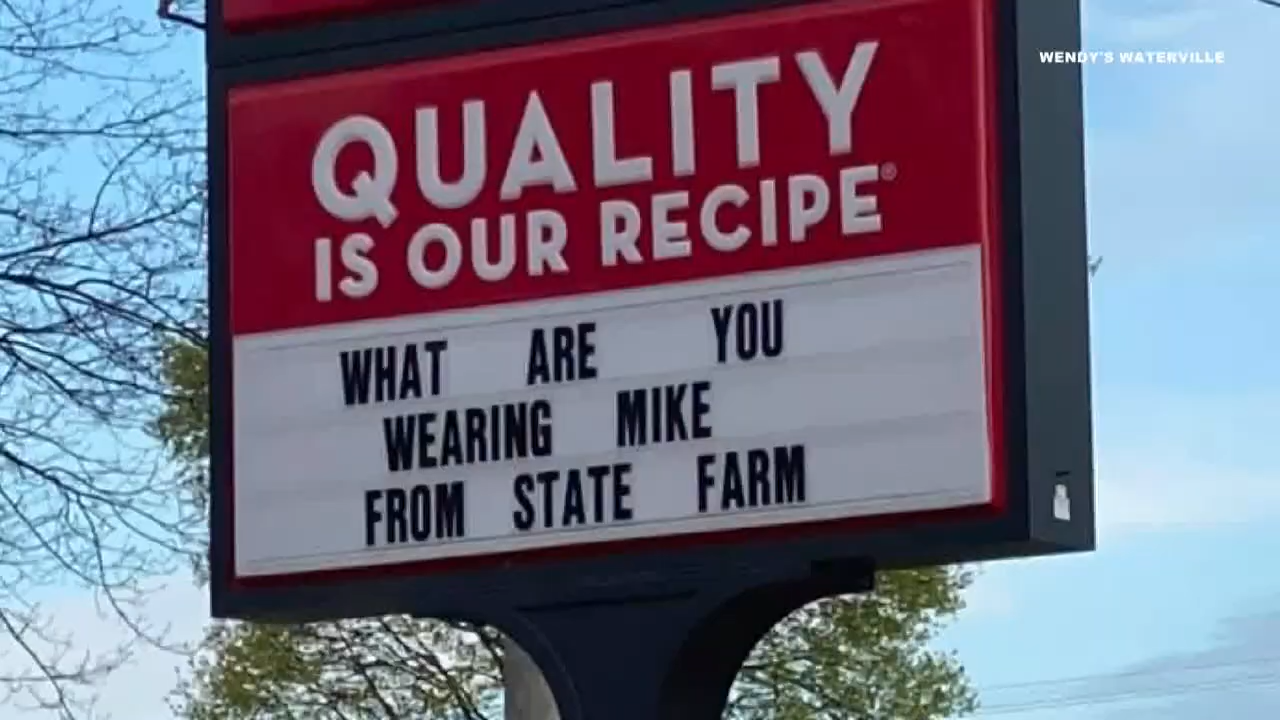 WENDY'S WATERVILLE
QUALITY
IS OUR RECIPE®
WHAT ARE YOU
WEARING MIKE
FROM STATE FARM